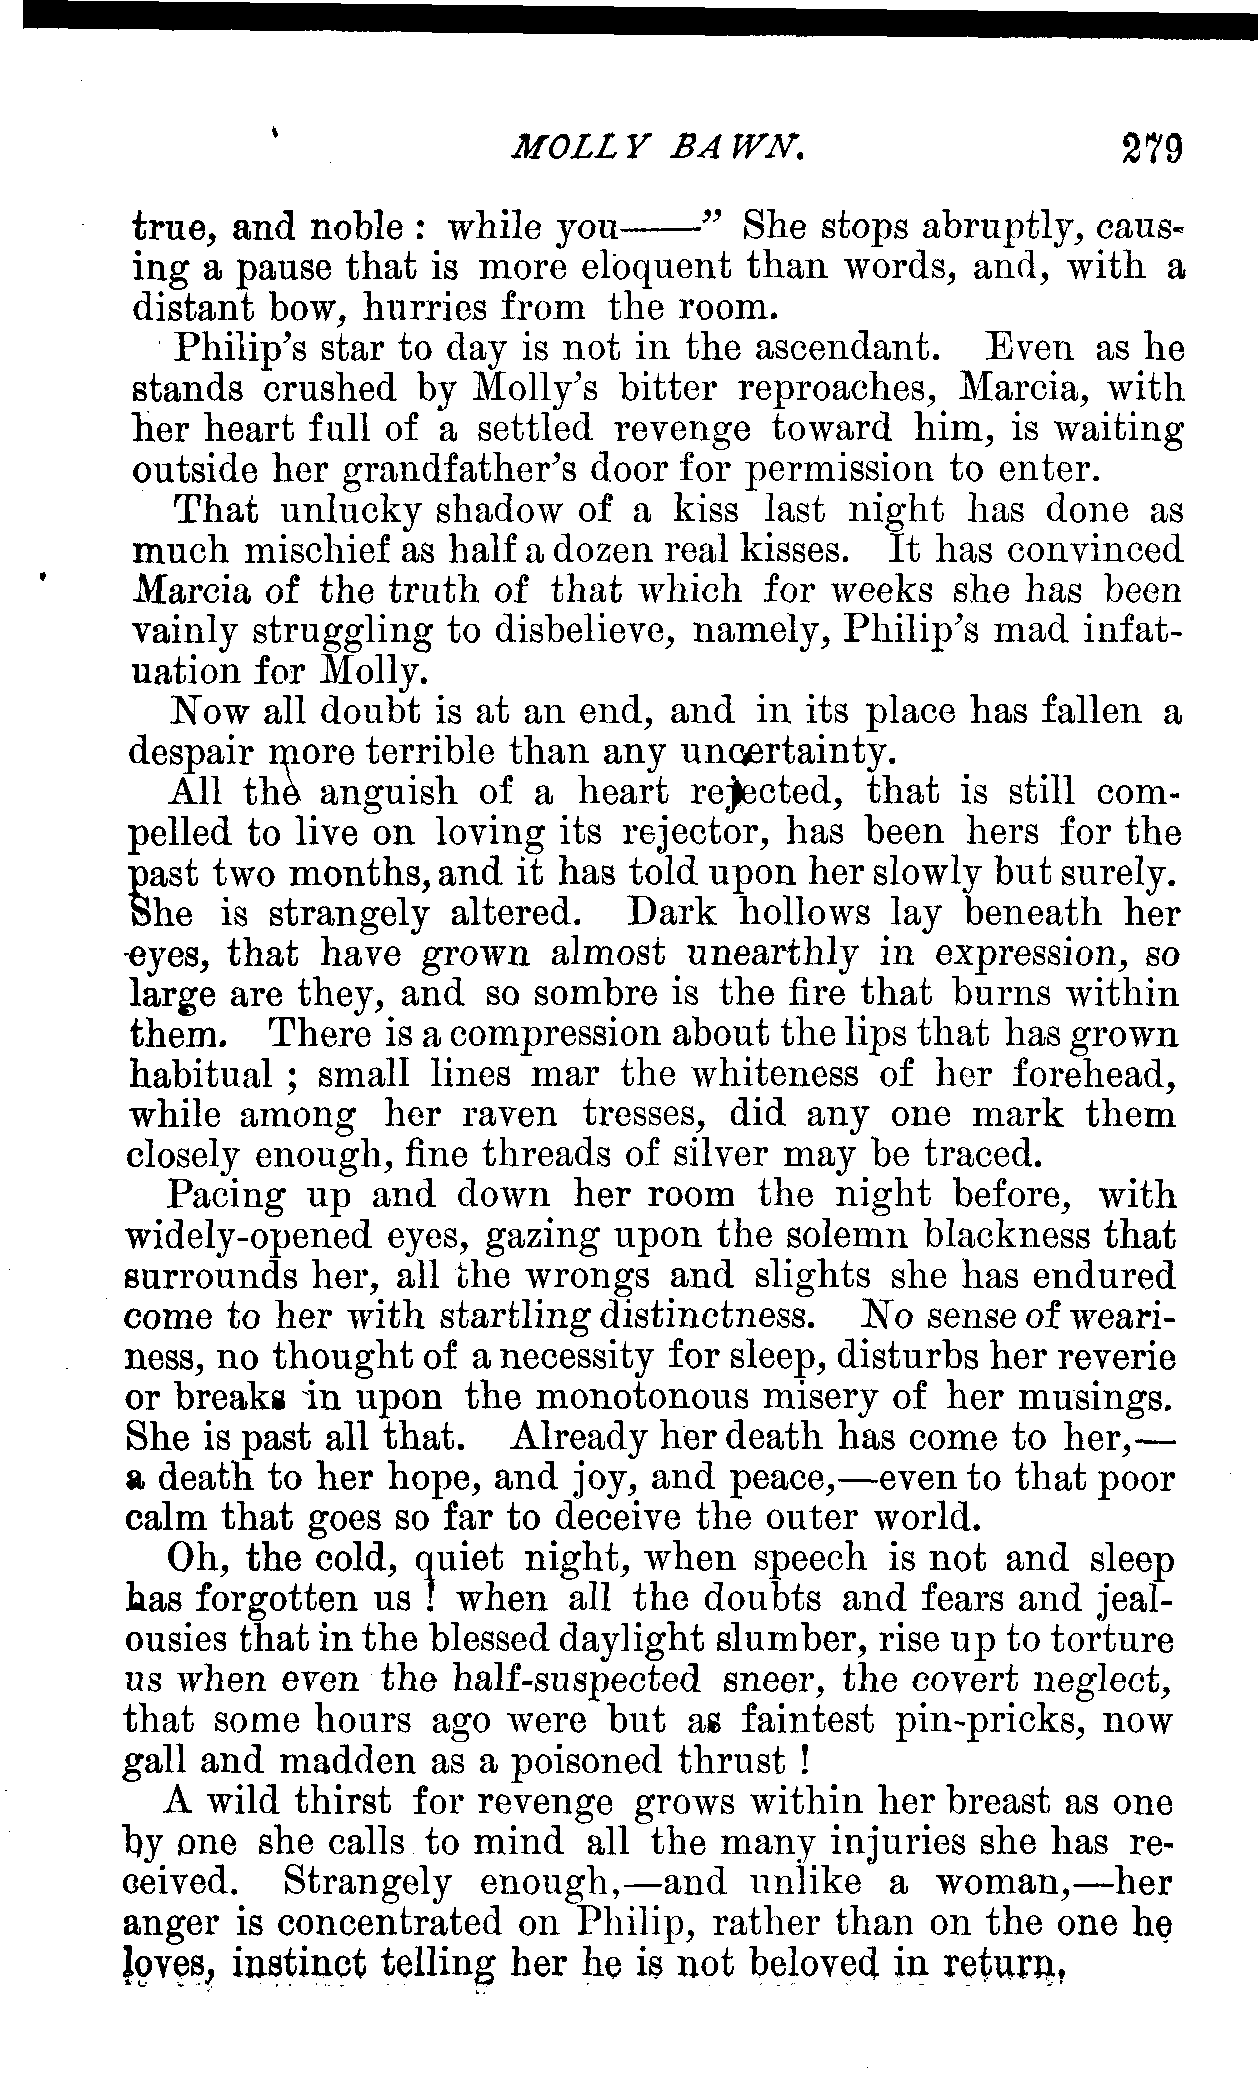 MOLLY BAWN. 279
true, and noble : while you——” She stops abruptly, caus-
ing a pause that is more eloquent than words, and, with a
distant bow, hurries from the room.
Philip’s star to day is not in the ascendant. Even as he
stands crushed by Molly’s bitter reproaches, Marcia, with
her heart full of a settled revenge toward him, is waiting
outside her grandfather’s door for permission to enter.
That unlucky shadow of a kiss last night has done as
much mischief as half a dozen real kisses. It has convinced
Marcia of the truth of that which for weeks she has been
vainly struggling to disbelieve, namely, Philip’s mad infat-
uation for Molly.
Now all doubt is at an end, and in its place has fallen a
despair more terrible than any uncertainty.
All the anguish of a heart rejected, that is still com-
pelled to live on loving its rejector, has been hers for the
past two months, and it has told upon her slowly but surely.
She is strangely altered. Dark hollows lay beneath her
eyes, that have grown almost unearthly in expression, so
large are they, and so sombre is the fire that burns within
them. There is a compression about the lips that has grown
habitual ; small lines mar the whiteness of her forehead,
while among her raven tresses, did any one mark them
closely enough, fine threads of silver may be traced.
Pacing up and down her room the night before, with
widely-opened eyes, gazing upon the solemn blackness that
surrounds her, all the wrongs and slights she has endured
come to her with startling distinctness. No sense of weari-
ness, no thought of a necessity for sleep, disturbs her reverie
or breaks in upon the monotonous misery of her musings.
She is past all that. Already her death has come to her,—
a death to her hope, and joy, and peace,—even to that poor
calm that goes so far to deceive the outer world.
Oh, the cold, quiet night, when speech is not and sleep
has forgotten us ! when all the doubts and fears and jeal-
ousies that in the blessed daylight slumber, rise up to torture
us when even the half-suspected sneer, the covert neglect,
that some hours ago were but as faintest pin-pricks, now
gall and madden as a poisoned thrust !
A wild thirst for revenge grows within her breast as one
by one she calls to mind all the many injuries she has re-
ceived. Strangely enough,—and unlike a woman,—her
anger is concentrated on Philip, rather than on the one he
loves, instinct telling her he is not beloved in return,